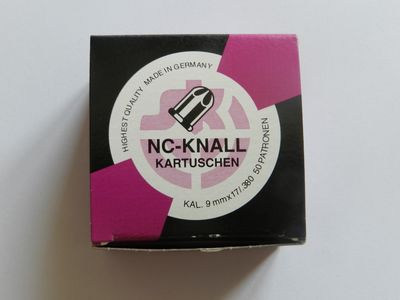 HIGHEST QUALITY MADE IN GERMANY
NC-KNALL
KARTUSCHEN
KAL. 9 mmx17/.380 50 PATRONEN